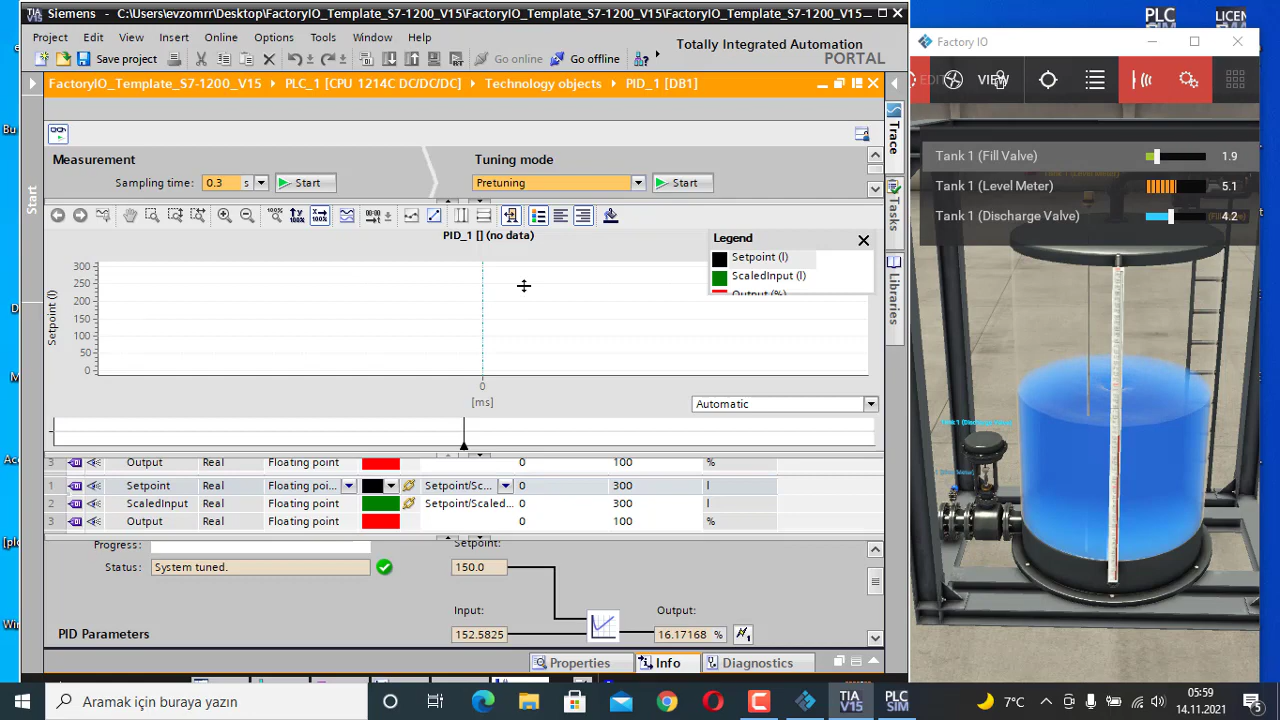 Siemens - C:\Users\evzomrr\Desktop\FactoryIO_Template_S7-1200_V15\FactoryIO_Template_S7-1200_V15\FactoryIO_Template_S7-1200_V15...
PLC
LICEN
Project Edit View Insert Online Options Tools Window Help
Totally Integrated Automation
PORTAL
Save project
Go online
Go offline
FactoryIO_Template_S7-1200_V15 PLC_1 [CPU 1214C DC/DC/DC] Technology objects PID_1 [DB1]
Measurement
Tuning mode
Sampling time: 0.3 s Start
Pretuning Start
PID_1 [] (no data)
Legend
Setpoint (l)
ScaledInput (l)
Output (%)
Setpoint (l)
300
250
200
150
100
50
0
0
[ms]
Automatic
3 Output Real Floating point 0 100 %
1 Setpoint Real Floating poi... Setpoint/Sc... 0 300 l
2 ScaledInput Real Floating point Setpoint/Scaled... 0 300 l
3 Output Real Floating point 0 100 %
Progress:
Status: System tuned.
Setpoint:
150.0
Input:
152.5825
Output:
16.17168 %
PID Parameters
Properties Info Diagnostics
Start
Trace
Tasks
Libraries
Factory IO
EDIT VIEW
Tank 1 (Fill Valve) 1.9
Tank 1 (Level Meter) 5.1
Tank 1 (Discharge Valve) 4.2
Aramak için buraya yazın
TIA
V15
PLC
SIM
7°C
05:59
14.11.2021
5